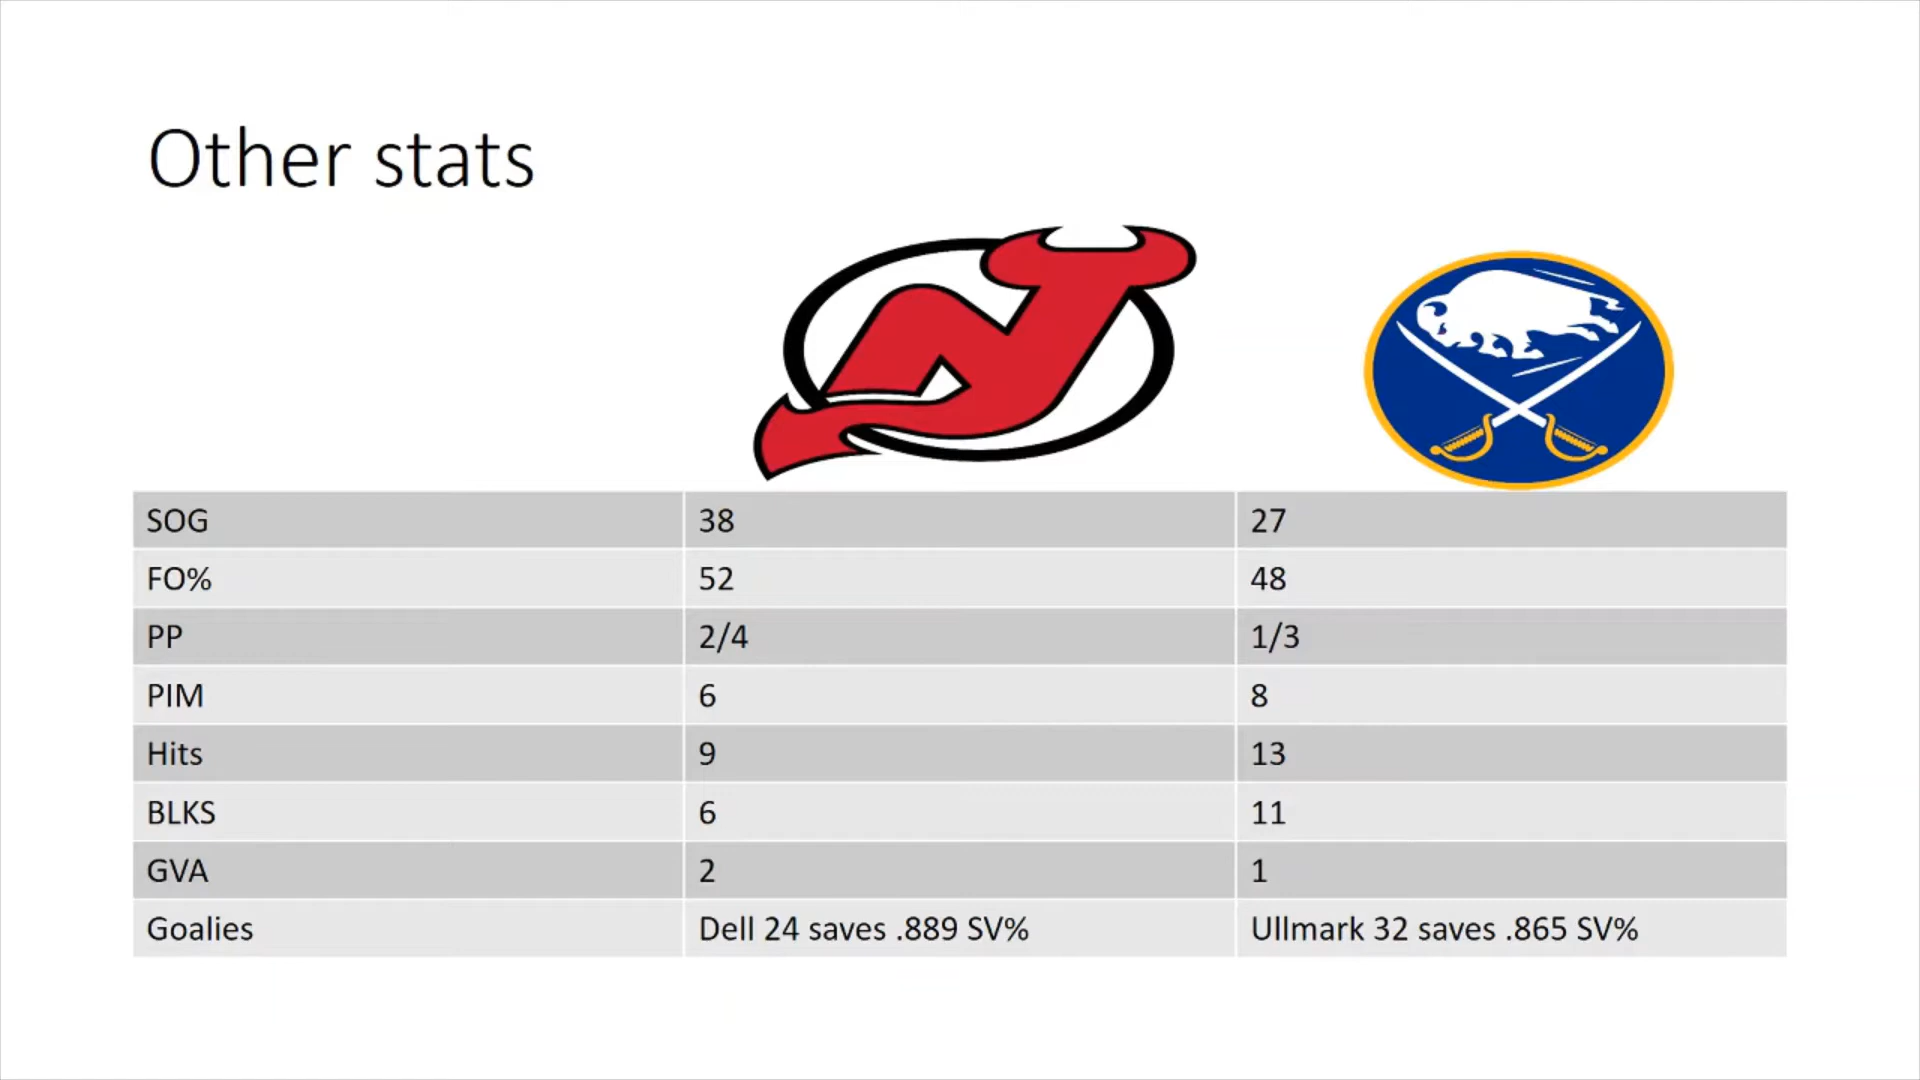 Other stats
SOG 38 27
FO% 52 48
PP 2/4 1/3
PIM 6 8
Hits 9 13
BLKS 6 11
GVA 2 1
Goalies Dell 24 saves .889 SV% Ullmark 32 saves .865 SV%